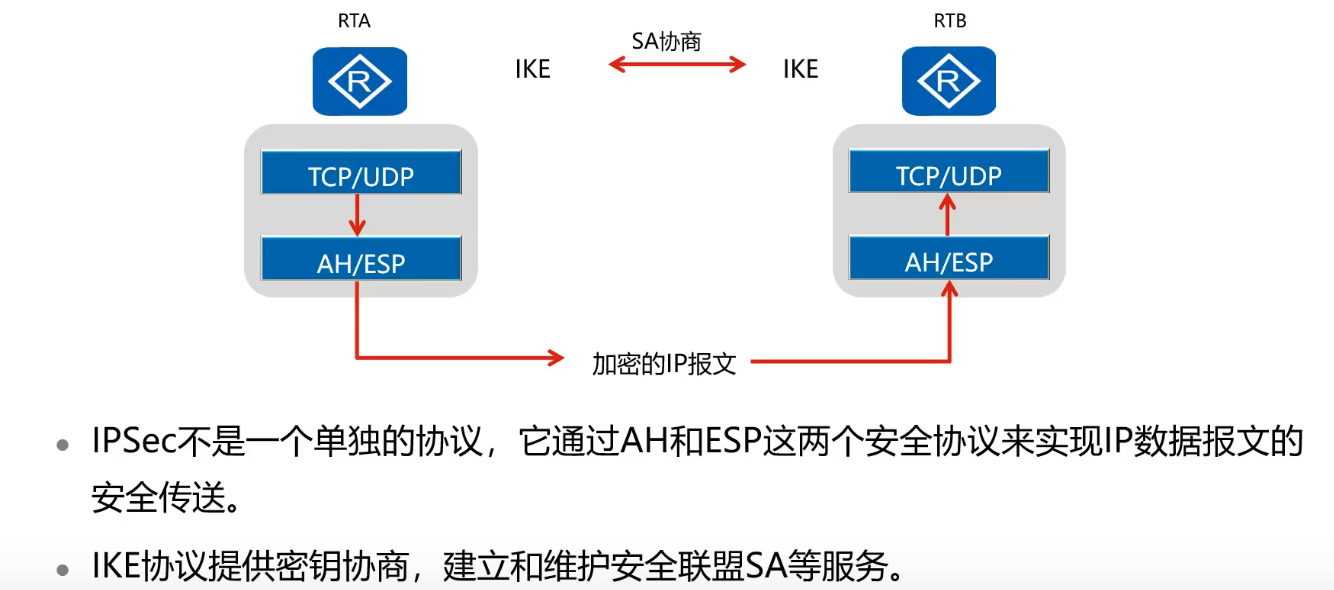 RTA
RTB
SA协商
IKE
IKE
R
R
TCP/UDP
TCP/UDP
AH/ESP
AH/ESP
加密的IP报文
IPSec不是一个单独的协议，它通过AH和ESP这两个安全协议来实现IP数据报文的
安全传送。
IKE协议提供密钥协商，建立和维护安全联盟SA等服务。